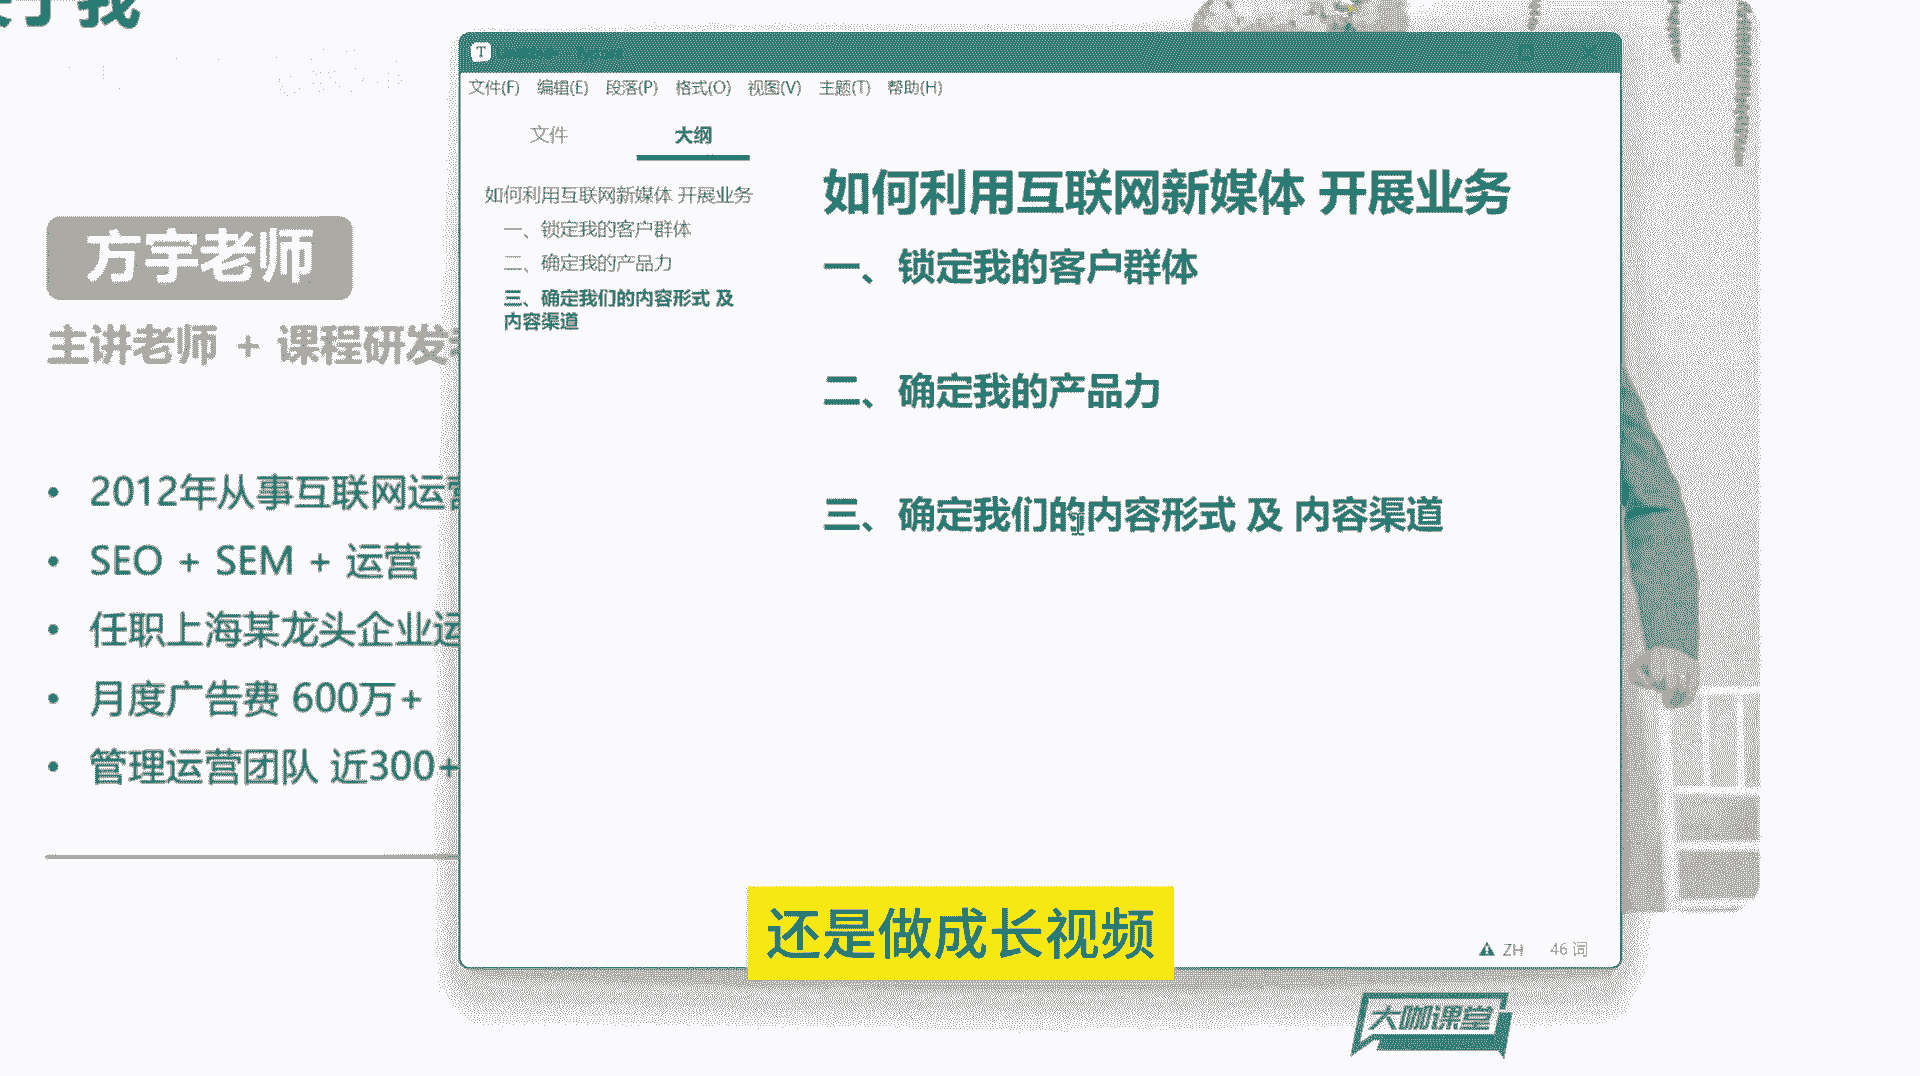 方宇老师
主讲老师 + 课程研发
2012年从事互联网运营
SEO + SEM + 运营
任职上海某龙头企业运
月度广告费 600万+
管理运营团队 近300+
T
文件(F) 编辑(E) 段落(P) 格式(O) 视图(V) 主题(T) 帮助(H)
文件 大纲
如何利用互联网新媒体 开展业务
一、锁定我的客户群体
二、确定我的产品力
三、确定我们的内容形式 及
内容渠道
如何利用互联网新媒体 开展业务
一、锁定我的客户群体
二、确定我的产品力
三、确定我们的内容形式 及 内容渠道
ZH 46 词
还是做成长视频
大咖课堂